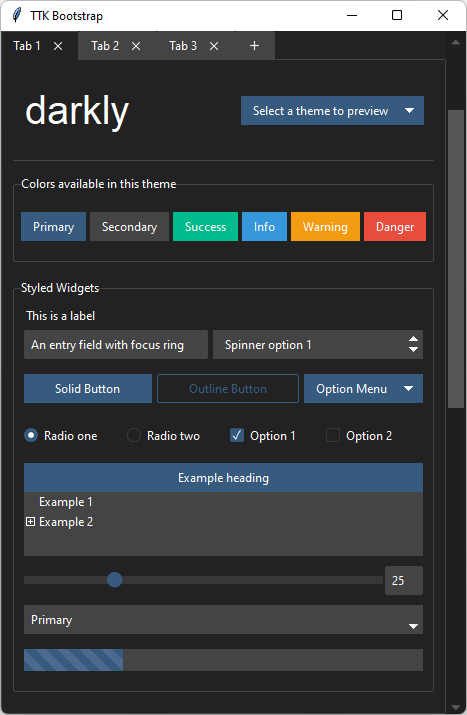 TTK Bootstrap
Tab 1 Tab 2 Tab 3
darkly
Select a theme to preview
Colors available in this theme
Primary Secondary Success Info Warning Danger
Styled Widgets
This is a label
An entry field with focus ring Spinner option 1
Solid Button Outline Button Option Menu
Radio one Radio two Option 1 Option 2
Example heading
Example 1
Example 2
25
Primary